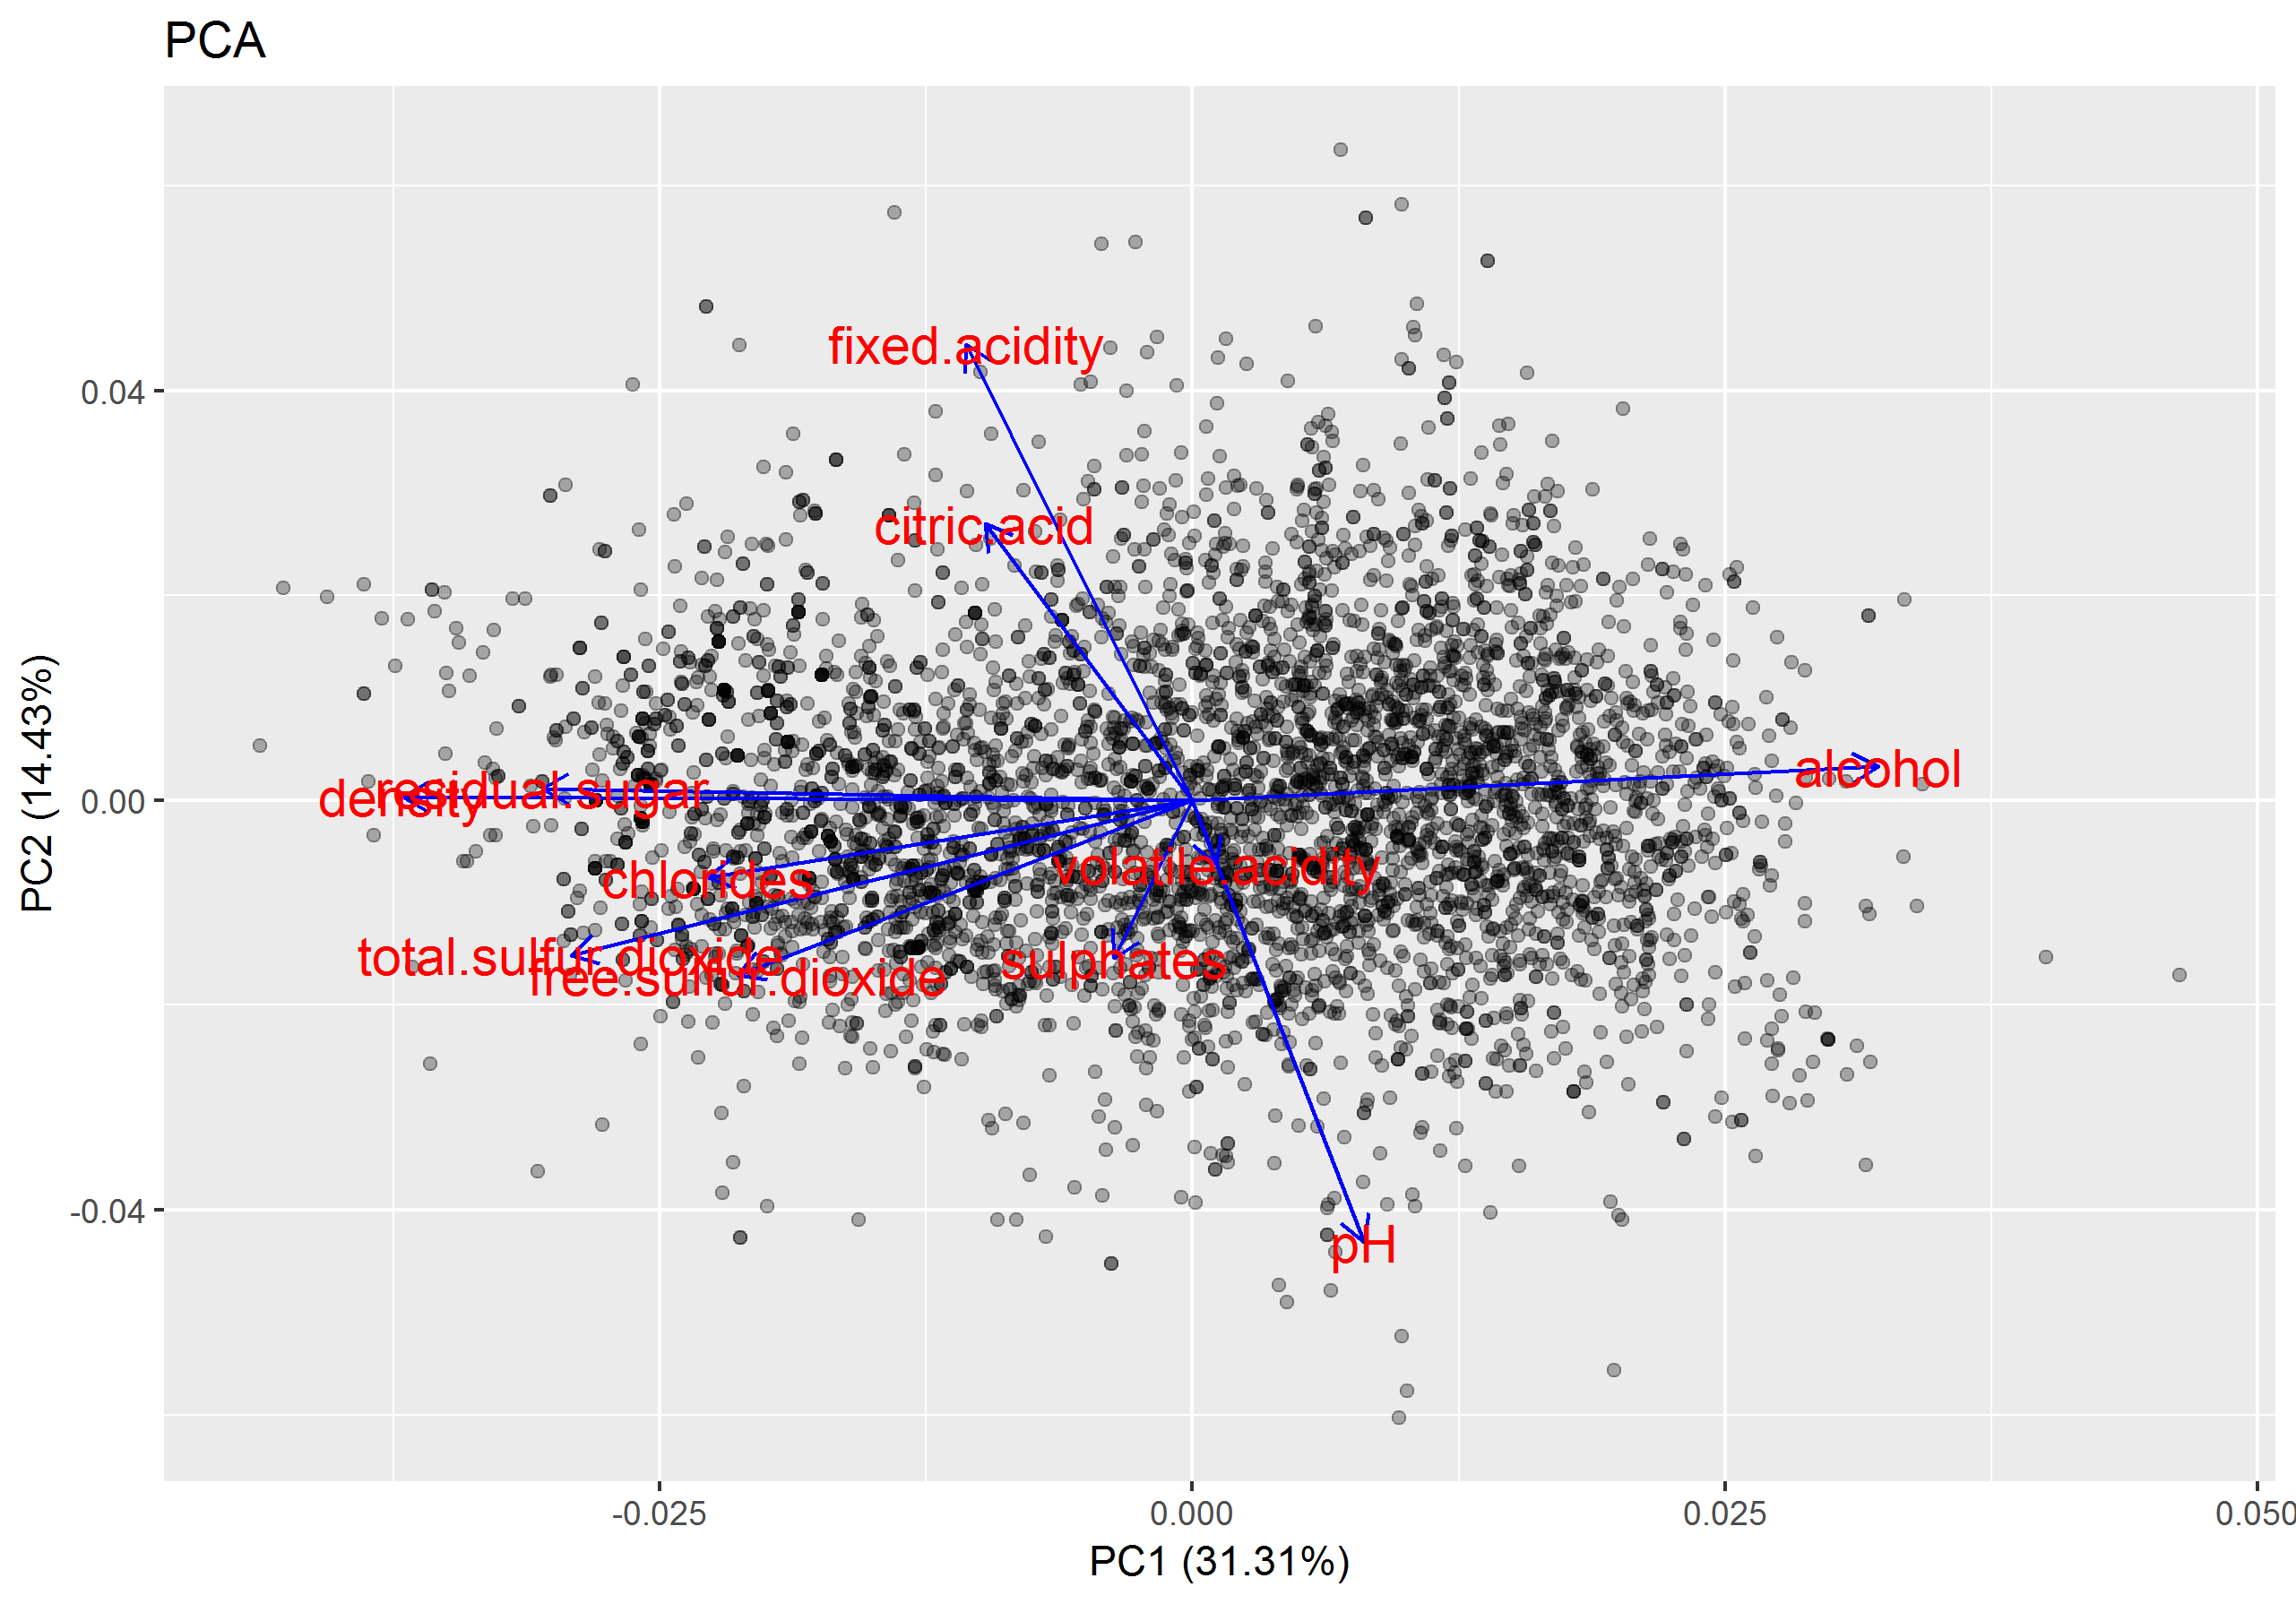 PCA
fixed.acidity
0.04
citric.acid
alcohol
residual.sugar
density
0.00
volatile.acidity
chlorides
total.sulfur.dioxide
sulphates
free.sulfur.dioxide
PC2 (14.43%)
-0.04
pH
-0.025
0.000
0.025
0.050
PC1 (31.31%)